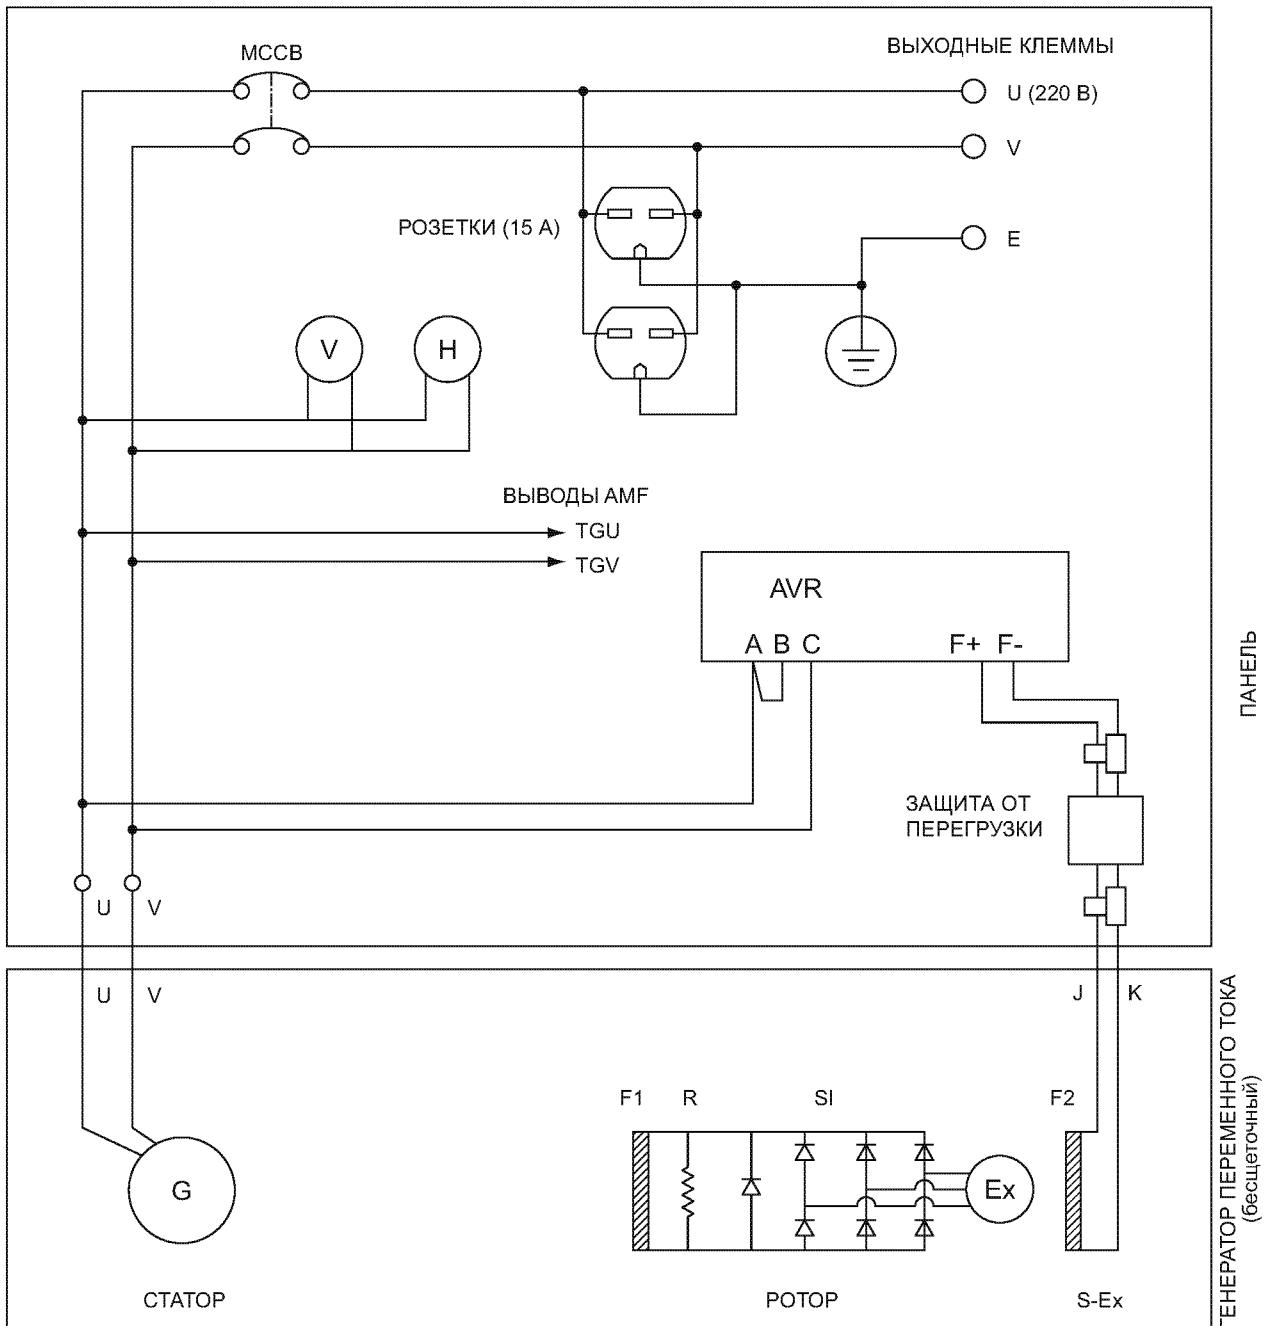 MCCB
ВЫХОДНЫЕ КЛЕММЫ
U (220 В)
V
РОЗЕТКИ (15 А)
E
V
H
ВЫВОДЫ AMF
TGU
TGV
AVR
A B C
F+ F-
ПАНЕЛЬ
ЗАЩИТА ОТ
ПЕРЕГРУЗКИ
U V
U V
J K
F1 R SI F2
G
Ex
СТАТОР
РОТОР
S-Ex
ГЕНЕРАТОР ПЕРЕМЕННОГО ТОКА
(бесщеточный)